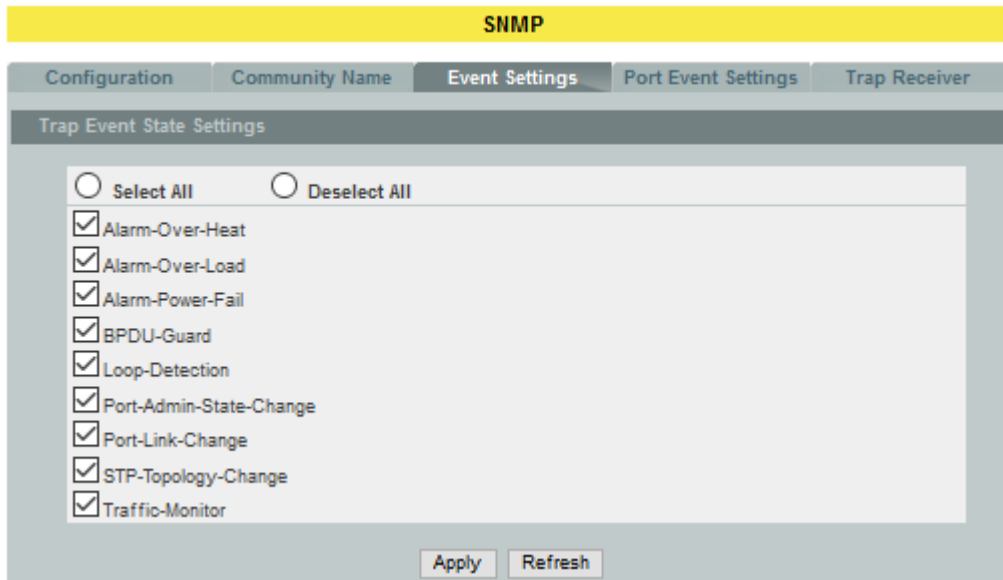 SNMP
Configuration Community Name Event Settings Port Event Settings Trap Receiver
Trap Event State Settings
Select All Deselect All
Alarm-Over-Heat
Alarm-Over-Load
Alarm-Power-Fail
BPDU-Guard
Loop-Detection
Port-Admin-State-Change
Port-Link-Change
STP-Topology-Change
Traffic-Monitor
Apply Refresh